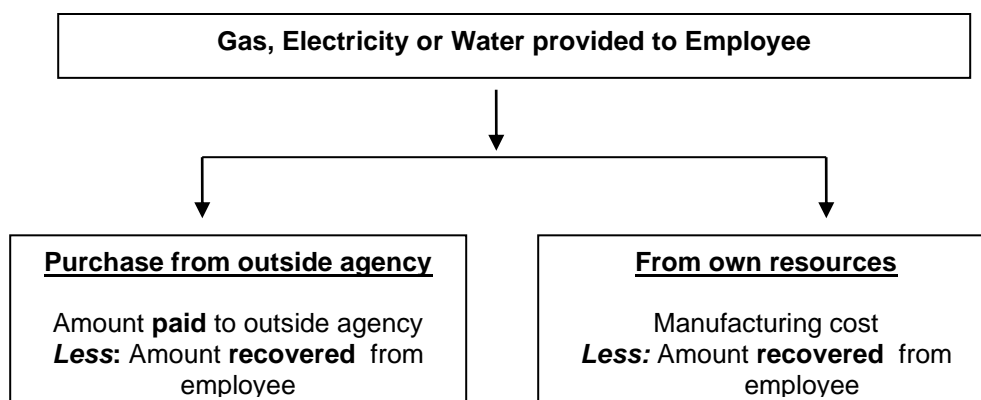 Gas, Electricity or Water provided to Employee
Purchase from outside agency
Amount paid to outside agency
Less: Amount recovered from
employee
From own resources
Manufacturing cost
Less: Amount recovered from
employee